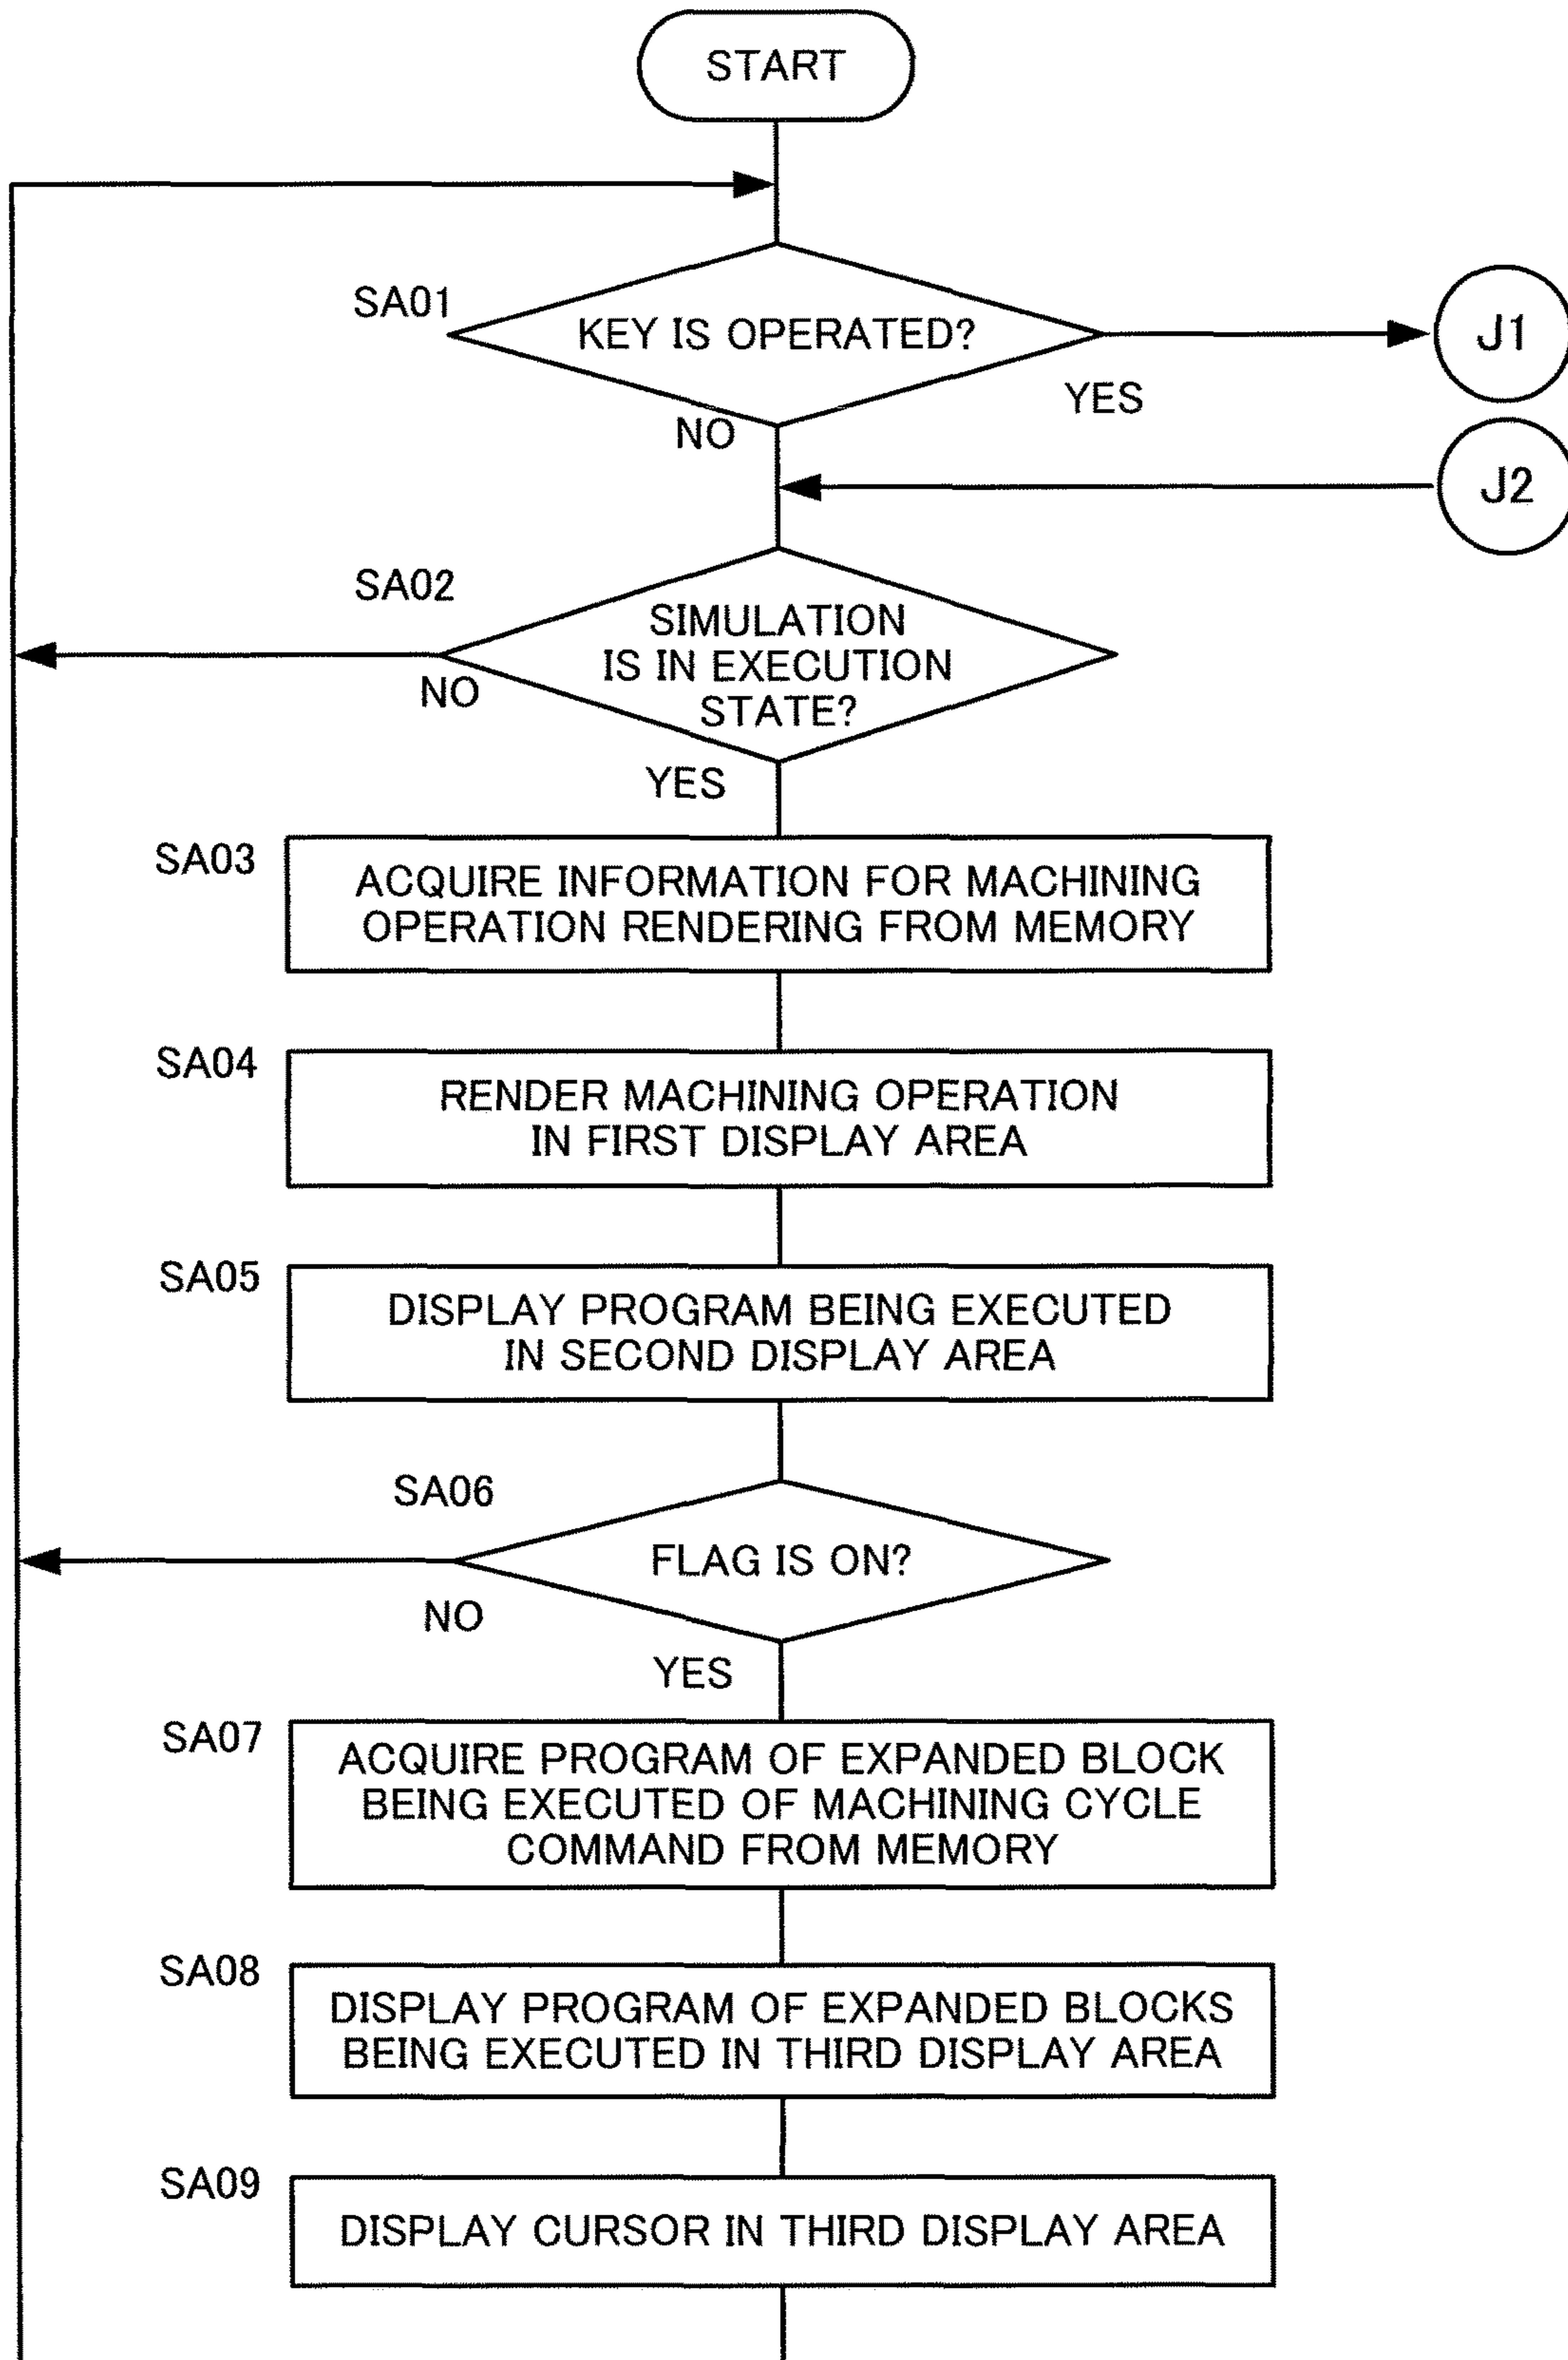 START
SA01
KEY IS OPERATED?
J1
YES
NO
J2
SA02
SIMULATION
IS IN EXECUTION
STATE?
NO
YES
SA03
ACQUIRE INFORMATION FOR MACHINING
OPERATION RENDERING FROM MEMORY
SA04
RENDER MACHINING OPERATION
IN FIRST DISPLAY AREA
SA05
DISPLAY PROGRAM BEING EXECUTED
IN SECOND DISPLAY AREA
SA06
FLAG IS ON?
NO
YES
SA07
ACQUIRE PROGRAM OF EXPANDED BLOCK
BEING EXECUTED OF MACHINING CYCLE
COMMAND FROM MEMORY
SA08
DISPLAY PROGRAM OF EXPANDED BLOCKS
BEING EXECUTED IN THIRD DISPLAY AREA
SA09
DISPLAY CURSOR IN THIRD DISPLAY AREA